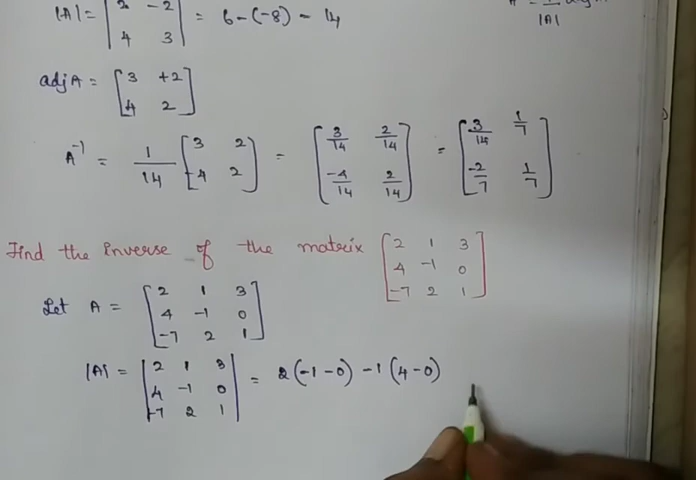 |A| = | 2 -2 | = 6-(-8) - 14
| 4 3 |
|A|
adj A = [ 3 +2 ]
[ 4 2 ]
A^-1 = 1/14 [ 3 2 ] = [ 3/14 2/14 ] = [ 3/14 1/7 ]
[ -4 2 ] [ -4/14 2/14 ] [ -2/7 1/7 ]
Find the inverse of the matrix [ 2 1 3 ]
[ 4 -1 0 ]
[ -7 2 1 ]
Let A = [ 2 1 3 ]
[ 4 -1 0 ]
[ -7 2 1 ]
|A| = | 2 1 3 | = 2(-1-0) -1(4-0)
| 4 -1 0 |
| -7 2 1 |